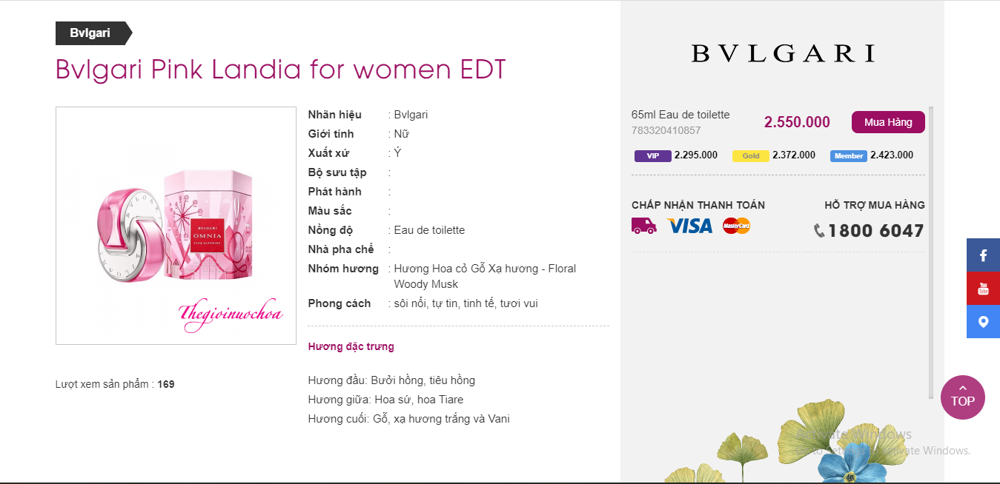 Bvlgari
Bvlgari Pink Landia for women EDT
BVLGARI
OMNIA
PINK SAPPHIRE
Thegioinuochoa
Lượt xem sản phẩm : 169
Nhãn hiệu : Bvlgari
Giới tính : Nữ
Xuất xứ : Ý
Bộ sưu tập :
Phát hành :
Màu sắc :
Nồng độ : Eau de toilette
Nhà pha chế :
Nhóm hương : Hương Hoa cỏ Gỗ Xạ hương - Floral
Woody Musk
Phong cách : sôi nổi, tự tin, tinh tế, tươi vui
Hương đặc trưng
Hương đầu: Bưởi hồng, tiêu hồng
Hương giữa: Hoa sứ, hoa Tiare
Hương cuối: Gỗ, xạ hương trắng và Vani
BVLGARI
65ml Eau de toilette
783320410857
2.550.000
Mua Hàng
VIP 2.295.000 Gold 2.372.000 Member 2.423.000
CHẤP NHẬN THANH TOÁN
VISA MasterCard
HỖ TRỢ MUA HÀNG
1800 6047
f
You
Tube
TOP
Activate Windows
Go to Settings to activate Windows.